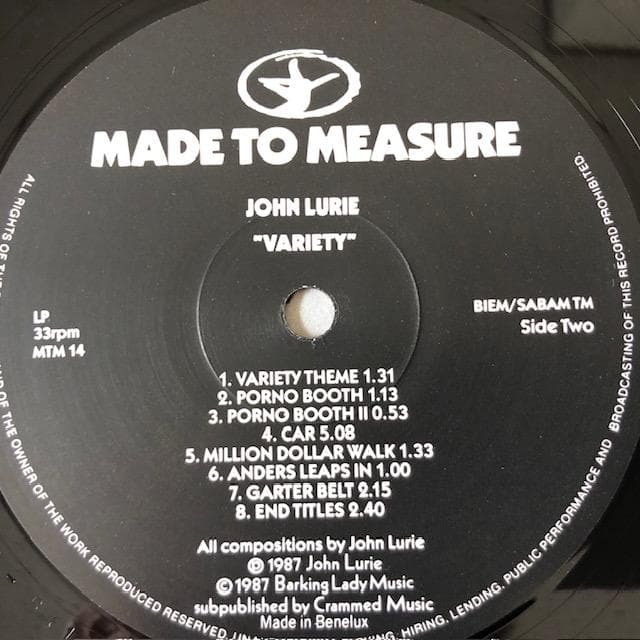 MADE TO MEASURE
JOHN LURIE
"VARIETY"
LP
33rpm
MTM 14
BIEM/SABAM TM
Side Two
1. VARIETY THEME 1.31
2. PORNO BOOTH 1.13
3. PORNO BOOTH II 0.53
4. CAR 5.08
5. MILLION DOLLAR WALK 1.33
6. ANDERS LEAPS IN 1.00
7. GARTER BELT 2.15
8. END TITLES 2.40
All compositions by John Lurie
℗ 1987 John Lurie
© 1987 Barking Lady Music
subpublished by Crammed Music
Made in Benelux
ALL RIGHTS OF THE
OF THE OWNER OF THE WORK REPRODUCED RESERVED.
HIRING, LENDING, PUBLIC PERFORMANCE AND BROADCASTING OF THIS RECORD PROHIBITED.